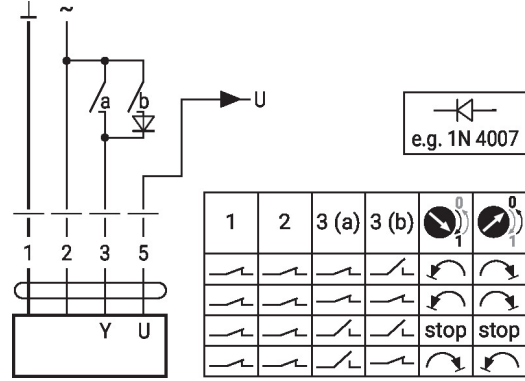 ⊥ ~
a b
U
e.g. 1N 4007
1 2 3 5
Y U
1 2 3 (a) 3 (b) 0 1 0 1
stop stop